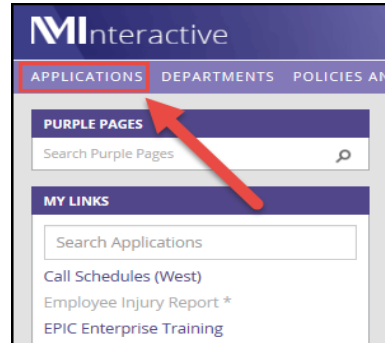 NMInteractive
APPLICATIONS DEPARTMENTS POLICIES AN
PURPLE PAGES
Search Purple Pages
MY LINKS
Search Applications
Call Schedules (West)
Employee Injury Report *
EPIC Enterprise Training